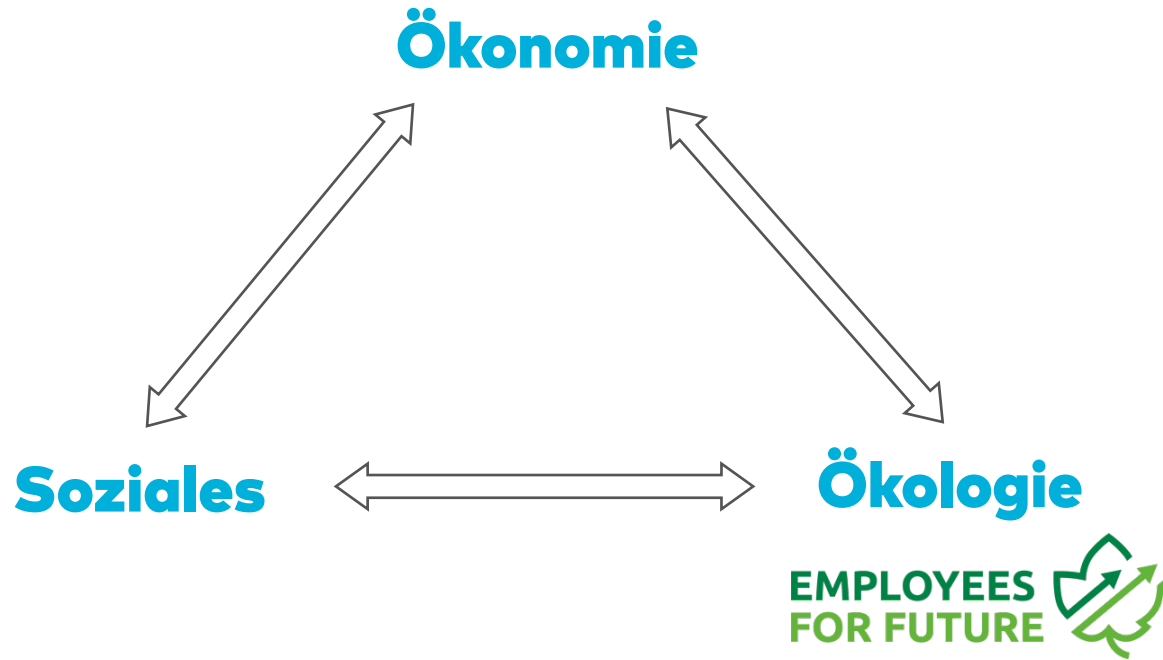 Ökonomie
Soziales
Ökologie
EMPLOYEES
FOR FUTURE